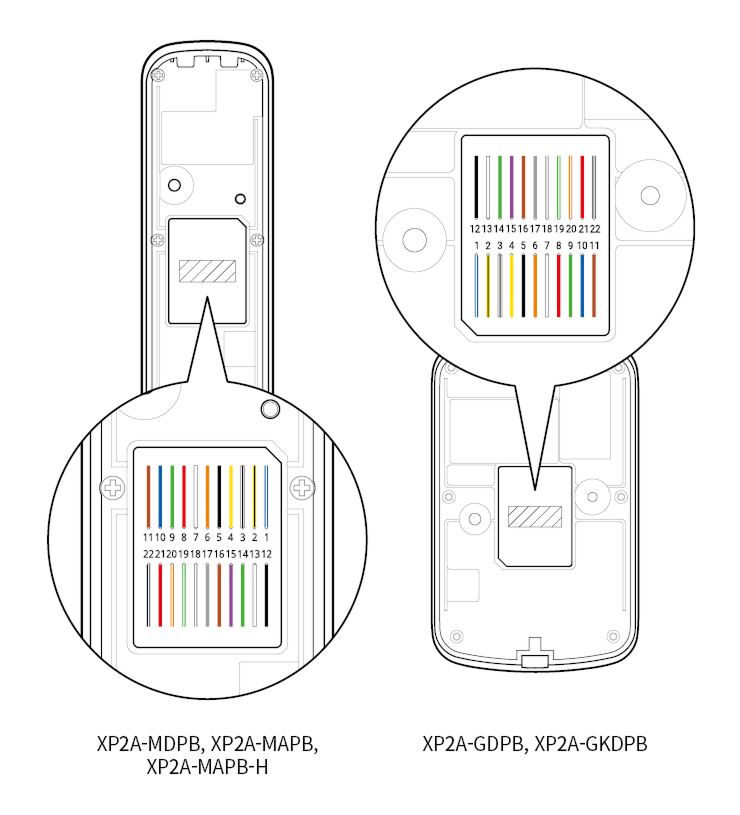 12 13 14 15 16 17 18 19 20 21 22
1 2 3 4 5 6 7 8 9 10 11
11 10 9 8 7 6 5 4 3 2 1
22 21 20 19 18 17 16 15 14 13 12
XP2A-MDPB, XP2A-MAPB,
XP2A-MAPB-H
XP2A-GDPB, XP2A-GKDPB